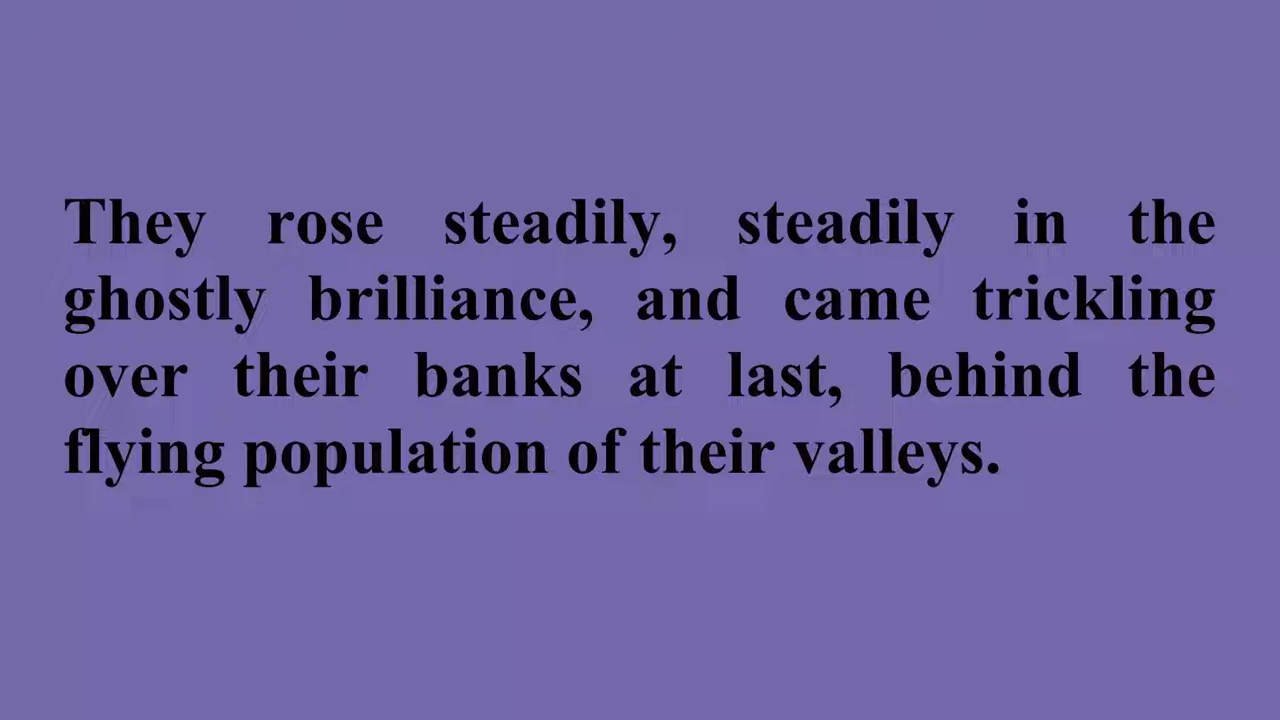 They rose steadily, steadily in the
ghostly brilliance, and came trickling
over their banks at last, behind the
flying population of their valleys.